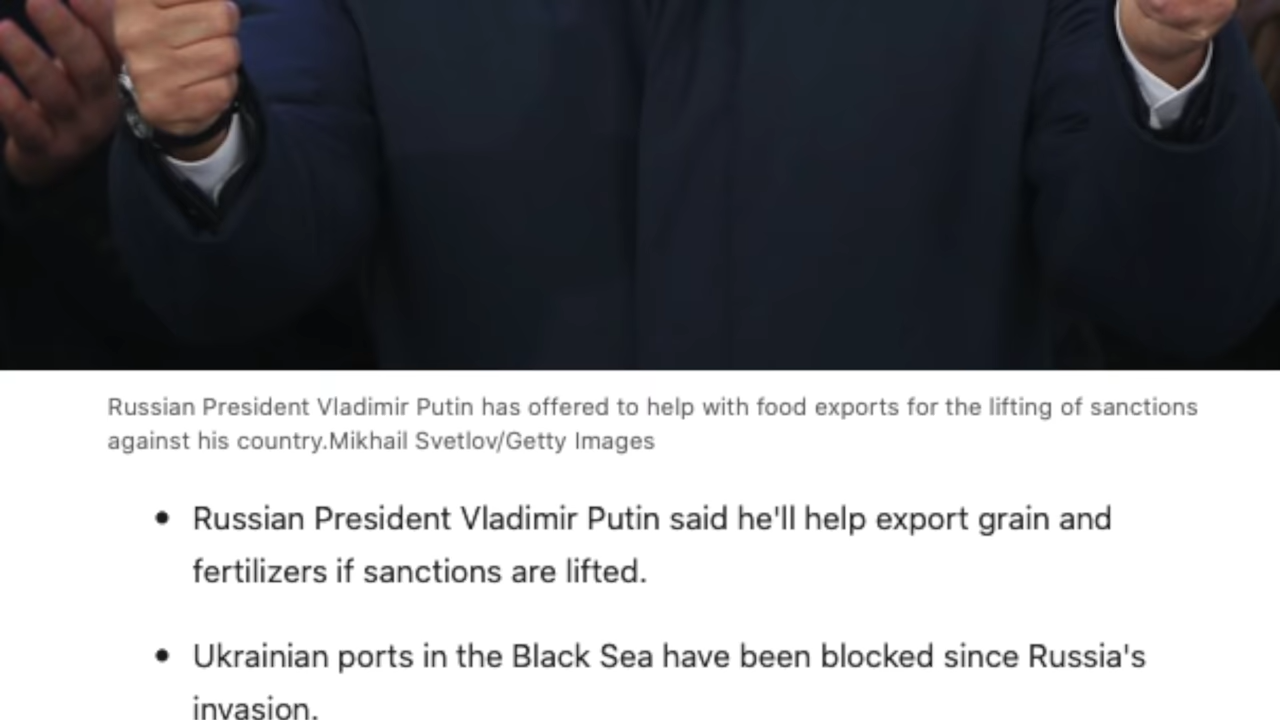 Russian President Vladimir Putin has offered to help with food exports for the lifting of sanctions
against his country.Mikhail Svetlov/Getty Images
• Russian President Vladimir Putin said he'll help export grain and
fertilizers if sanctions are lifted.
• Ukrainian ports in the Black Sea have been blocked since Russia's
invasion.